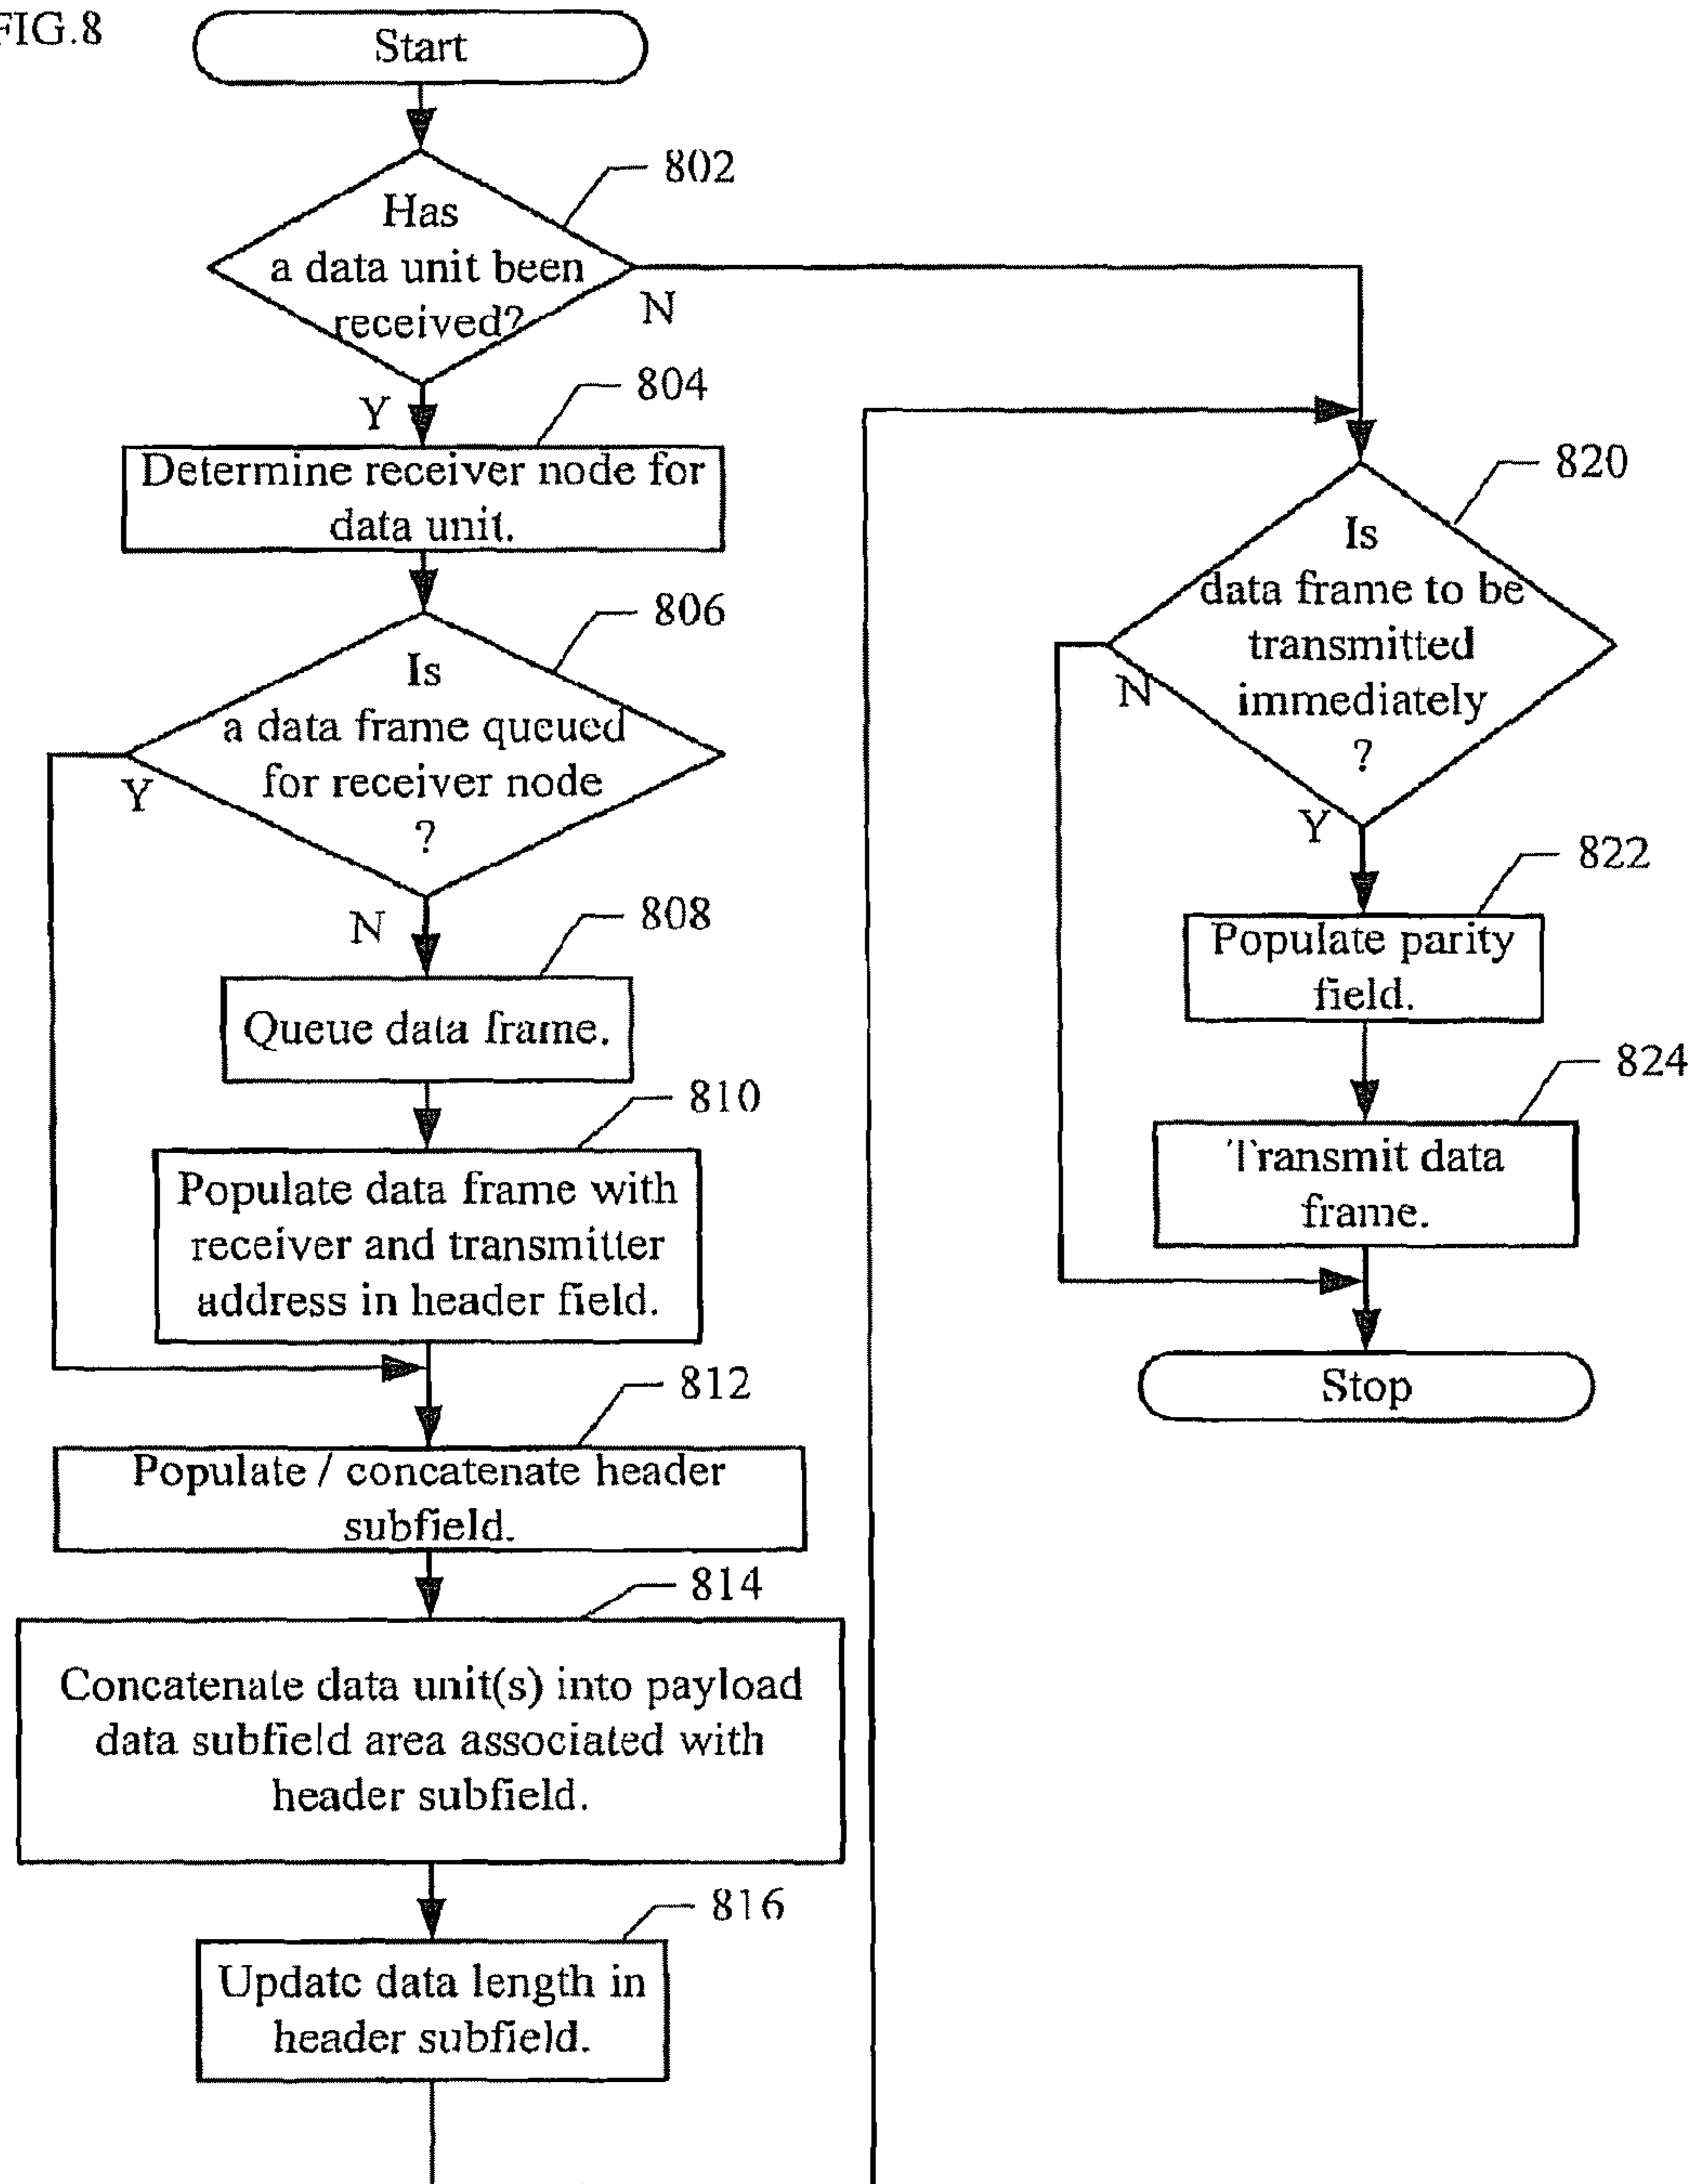 FIG.8
Start
802
Has
a data unit been
received?
N
Y
804
Determine receiver node for
data unit.
806
Is
a data frame queued
for receiver node
?
Y
N
808
Queue data frame.
810
Populate data frame with
receiver and transmitter
address in header field.
812
Populate / concatenate header
subfield.
814
Concatenate data unit(s) into payload
data subfield area associated with
header subfield.
816
Update data length in
header subfield.
820
Is
data frame to be
transmitted
immediately
?
N
Y
822
Populate parity
field.
824
Transmit data
frame.
Stop